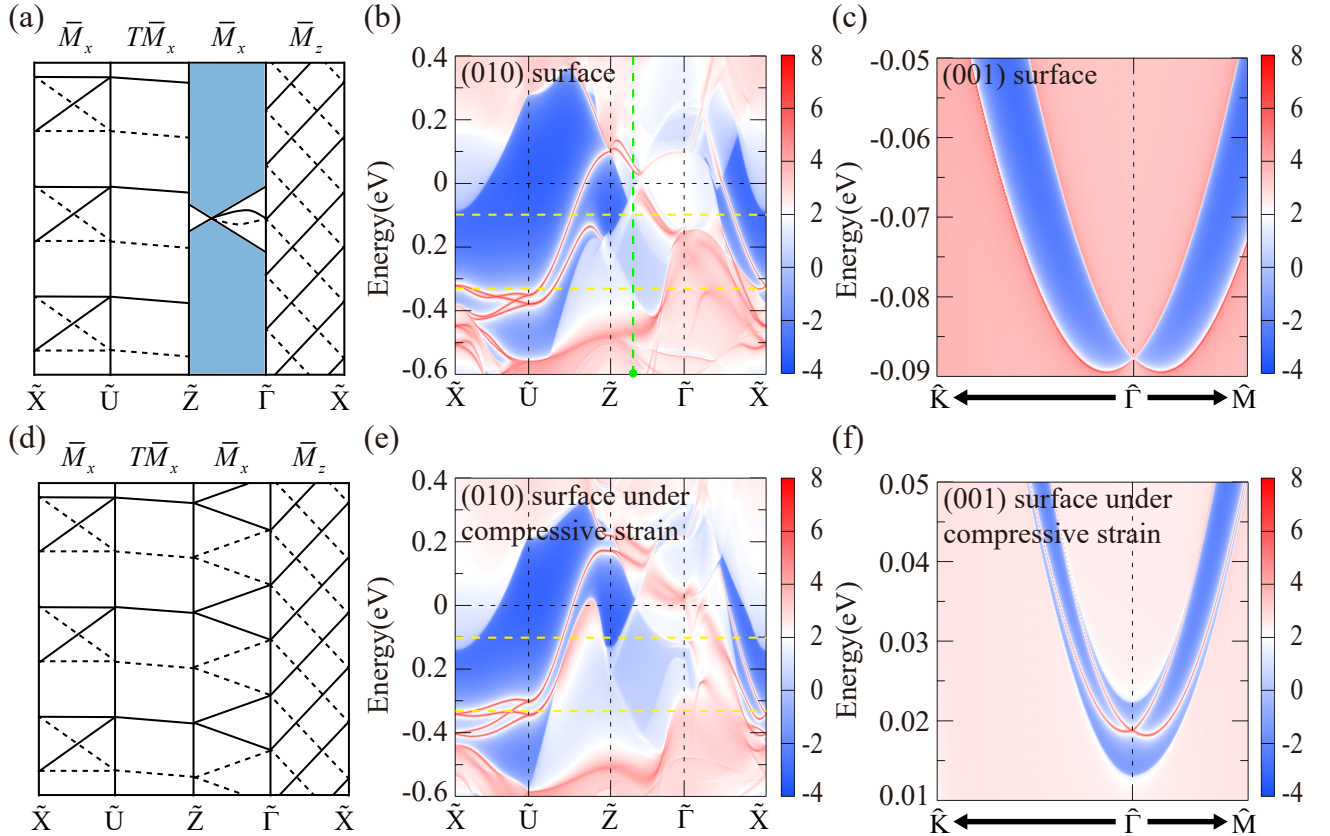 (a)
M̅x TM̅x M̅x M̅z
X̃ Ũ Z̃ Γ̃ X̃
(b)
(010) surface
Energy(eV)
0.4
0.2
0
0.2
-0.4
-0.6
X̃ Ũ Z̃ Γ̃ X̃
8
6
4
2
0
-2
-4
(c)
(001) surface
Energy(eV)
-0.05
-0.06
-0.07
-0.08
-0.09
K̂ Γ̂ M̂
8
6
4
2
0
-2
-4
(d)
M̅x TM̅x M̅x M̅z
X̃ Ũ Z̃ Γ̃ X̃
(e)
(010) surface under
compressive strain
Energy(eV)
0.4
0.2
0
0.2
-0.4
-0.6
X̃ Ũ Z̃ Γ̃ X̃
8
6
4
2
0
-2
-4
(f)
(001) surface under
compressive strain
Energy(eV)
0.05
0.04
0.03
0.02
0.01
K̂ Γ̂ M̂
8
6
4
2
0
-2
-4